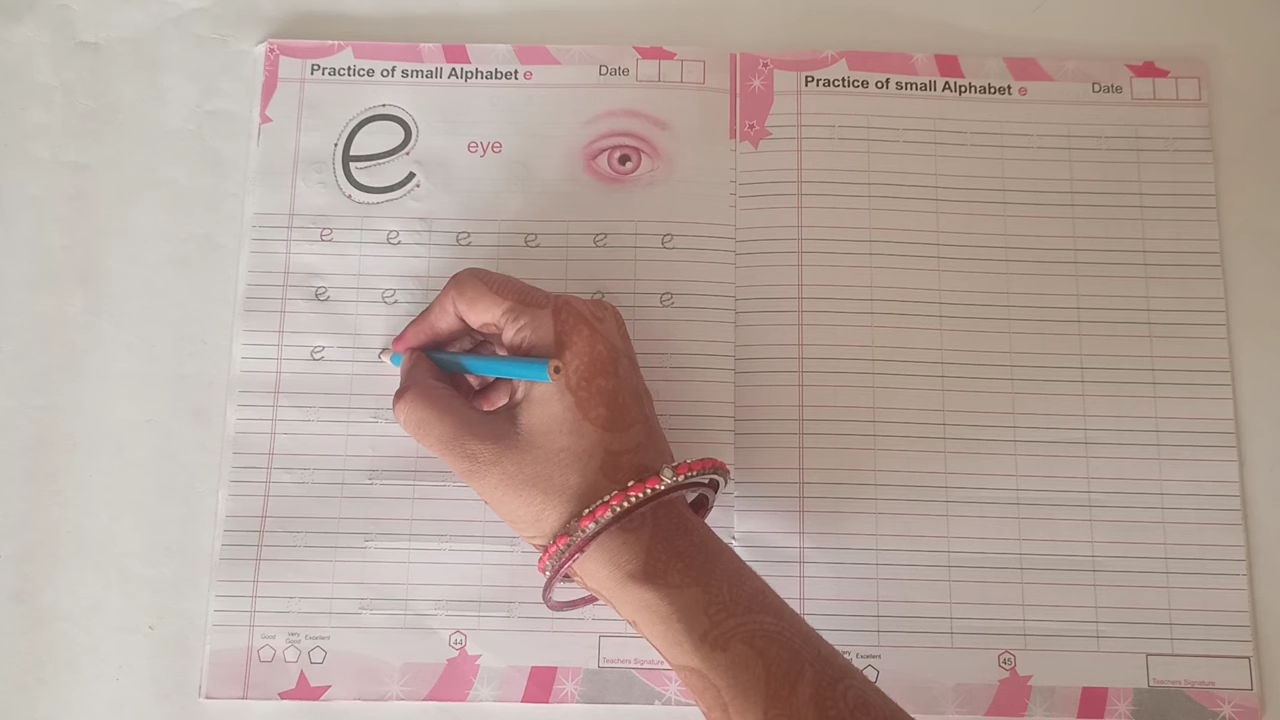 Practice of small Alphabet e Date
e eye
e e e e e e
e e e e
e
Good Very Good Excellent
44
Teachers Signature
Practice of small Alphabet e Date
Excellent
45
Teachers Signature